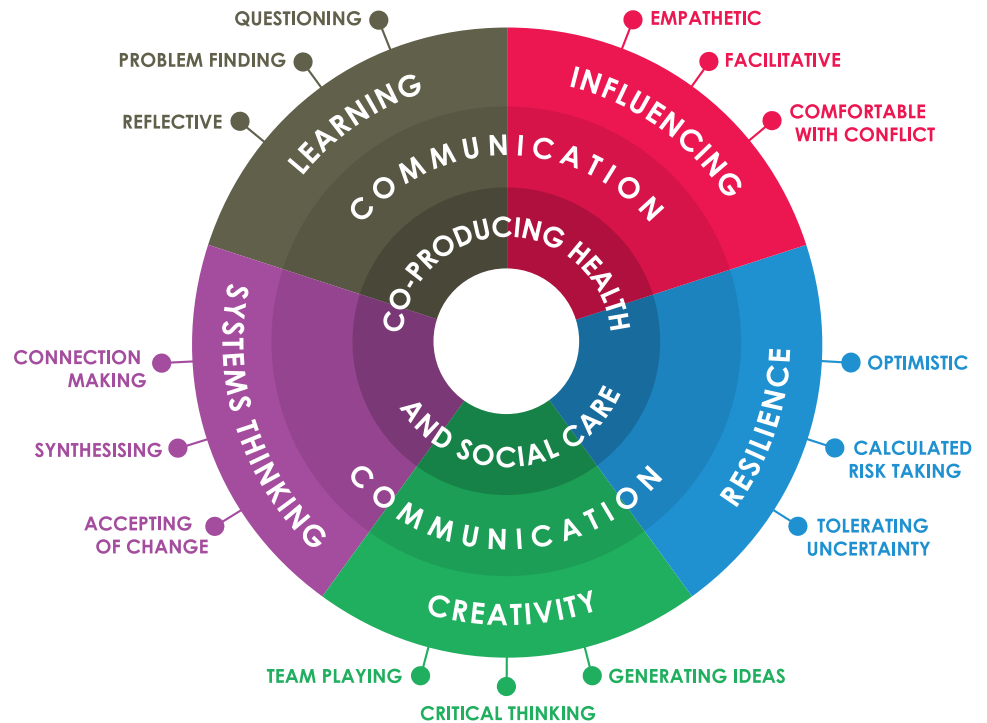 QUESTIONING
EMPATHETIC
PROBLEM FINDING
FACILITATIVE
REFLECTIVE
COMFORTABLE
WITH CONFLICT
LEARNING
INFLUENCING
COMMUNICATION
CO-PRODUCING HEALTH
AND SOCIAL CARE
COMMUNICATION
SYSTEMS THINKING
RESILIENCE
CREATIVITY
CONNECTION
MAKING
OPTIMISTIC
SYNTHESISING
CALCULATED
RISK TAKING
ACCEPTING
OF CHANGE
TOLERATING
UNCERTAINTY
TEAM PLAYING
GENERATING IDEAS
CRITICAL THINKING